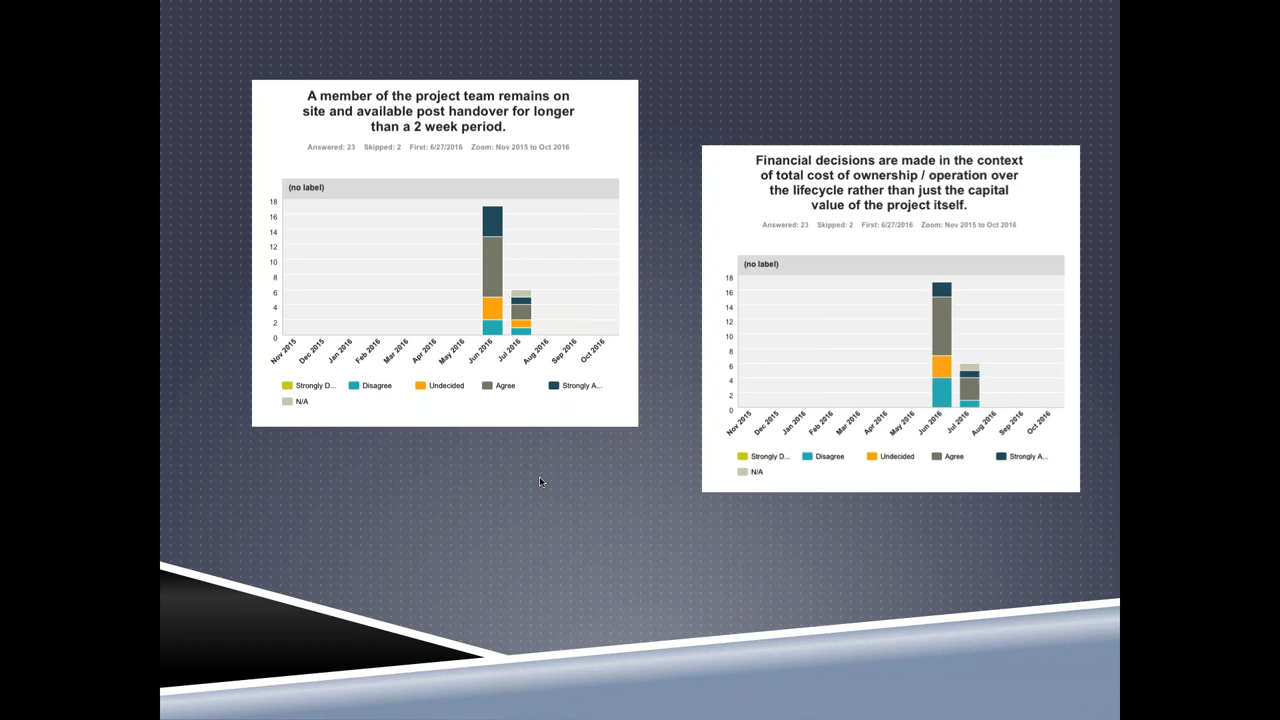 A member of the project team remains on
site and available post handover for longer
than a 2 week period.
Answered: 23 Skipped: 2 First: 6/27/2016 Zoom: Nov 2015 to Oct 2016
(no label)
18
16
14
12
10
8
6
4
2
0
Nov 2015 Dec 2015 Jan 2016 Feb 2016 Mar 2016 Apr 2016 May 2016 Jun 2016 Jul 2016 Aug 2016 Sep 2016 Oct 2016
Strongly D... Disagree Undecided Agree Strongly A...
N/A
Financial decisions are made in the context
of total cost of ownership / operation over
the lifecycle rather than just the capital
value of the project itself.
Answered: 23 Skipped: 2 First: 6/27/2016 Zoom: Nov 2015 to Oct 2016
(no label)
18
16
14
12
10
8
6
4
2
0
Nov 2015 Dec 2015 Jan 2016 Feb 2016 Mar 2016 Apr 2016 May 2016 Jun 2016 Jul 2016 Aug 2016 Sep 2016 Oct 2016
Strongly D... Disagree Undecided Agree Strongly A...
N/A